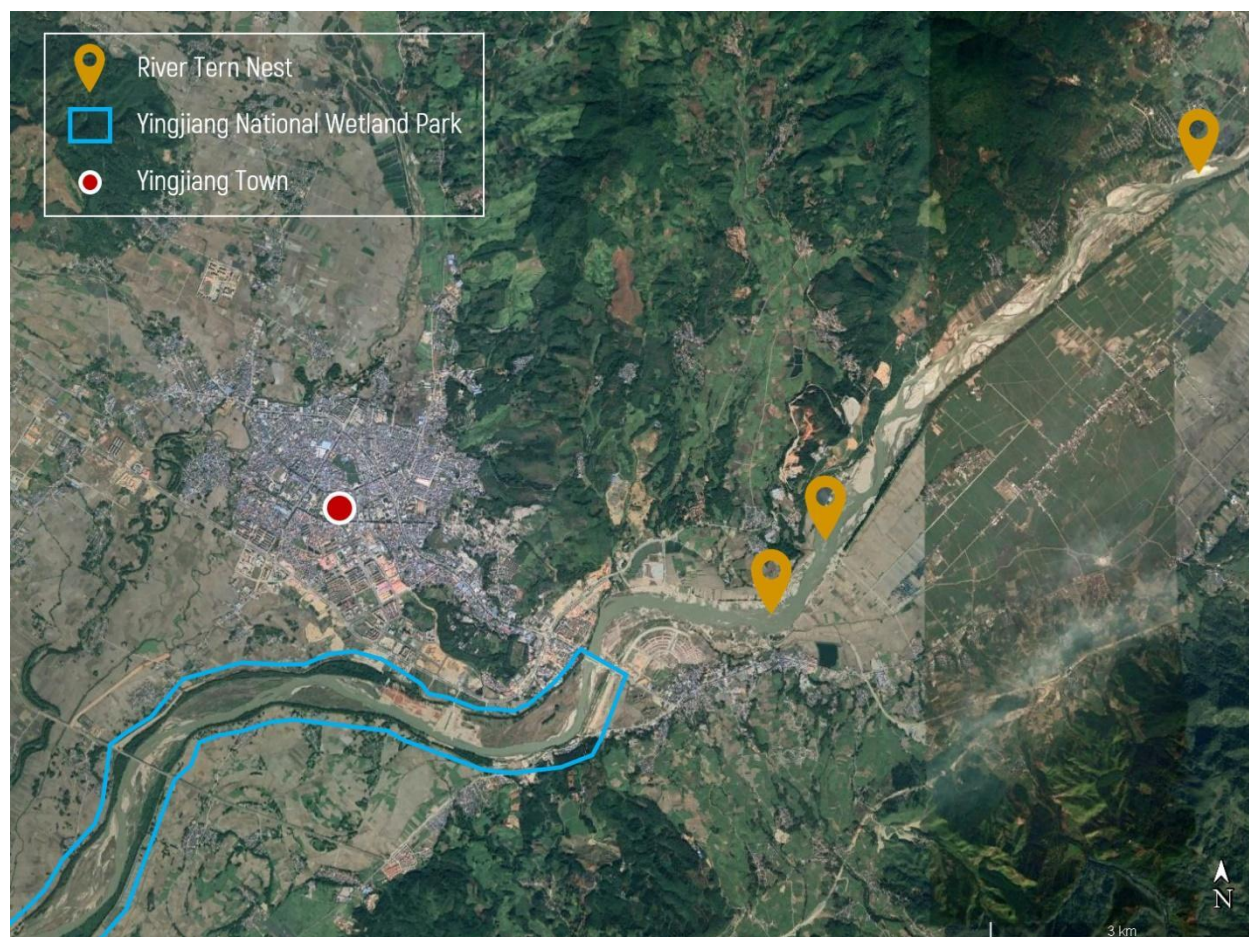 River Tern Nest
Yingjiang National Wetland Park
Yingjiang Town
N
3 km